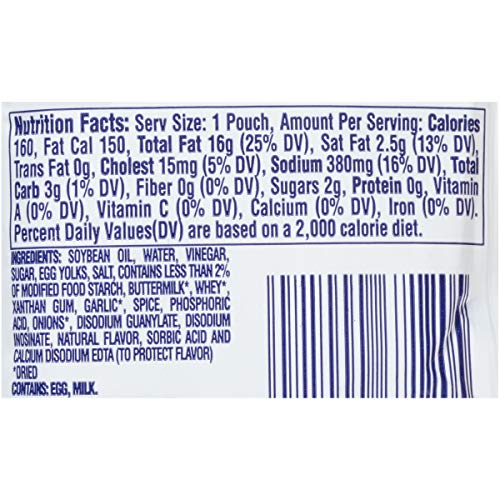 Nutrition Facts: Serv Size: 1 Pouch, Amount Per Serving: Calories
160, Fat Cal 150, Total Fat 16g (25% DV), Sat Fat 2.5g (13% DV),
Trans Fat 0g, Cholest 15mg (5% DV), Sodium 380mg (16% DV), Total
Carb 3g (1% DV), Fiber 0g (0% DV), Sugars 2g, Protein 0g, Vitamin
A (0% DV), Vitamin C (0% DV), Calcium (0% DV), Iron (0% DV).
Percent Daily Values(DV) are based on a 2,000 calorie diet.
INGREDIENTS: SOYBEAN OIL, WATER, VINEGAR,
SUGAR, EGG YOLKS, SALT, CONTAINS LESS THAN 2%
OF MODIFIED FOOD STARCH, BUTTERMILK*, WHEY*,
XANTHAN GUM, GARLIC*, SPICE, PHOSPHORIC
ACID, ONIONS*, DISODIUM GUANYLATE, DISODIUM
INOSINATE, NATURAL FLAVOR, SORBIC ACID AND
CALCIUM DISODIUM EDTA (TO PROTECT FLAVOR)
*DRIED
CONTAINS: EGG, MILK.